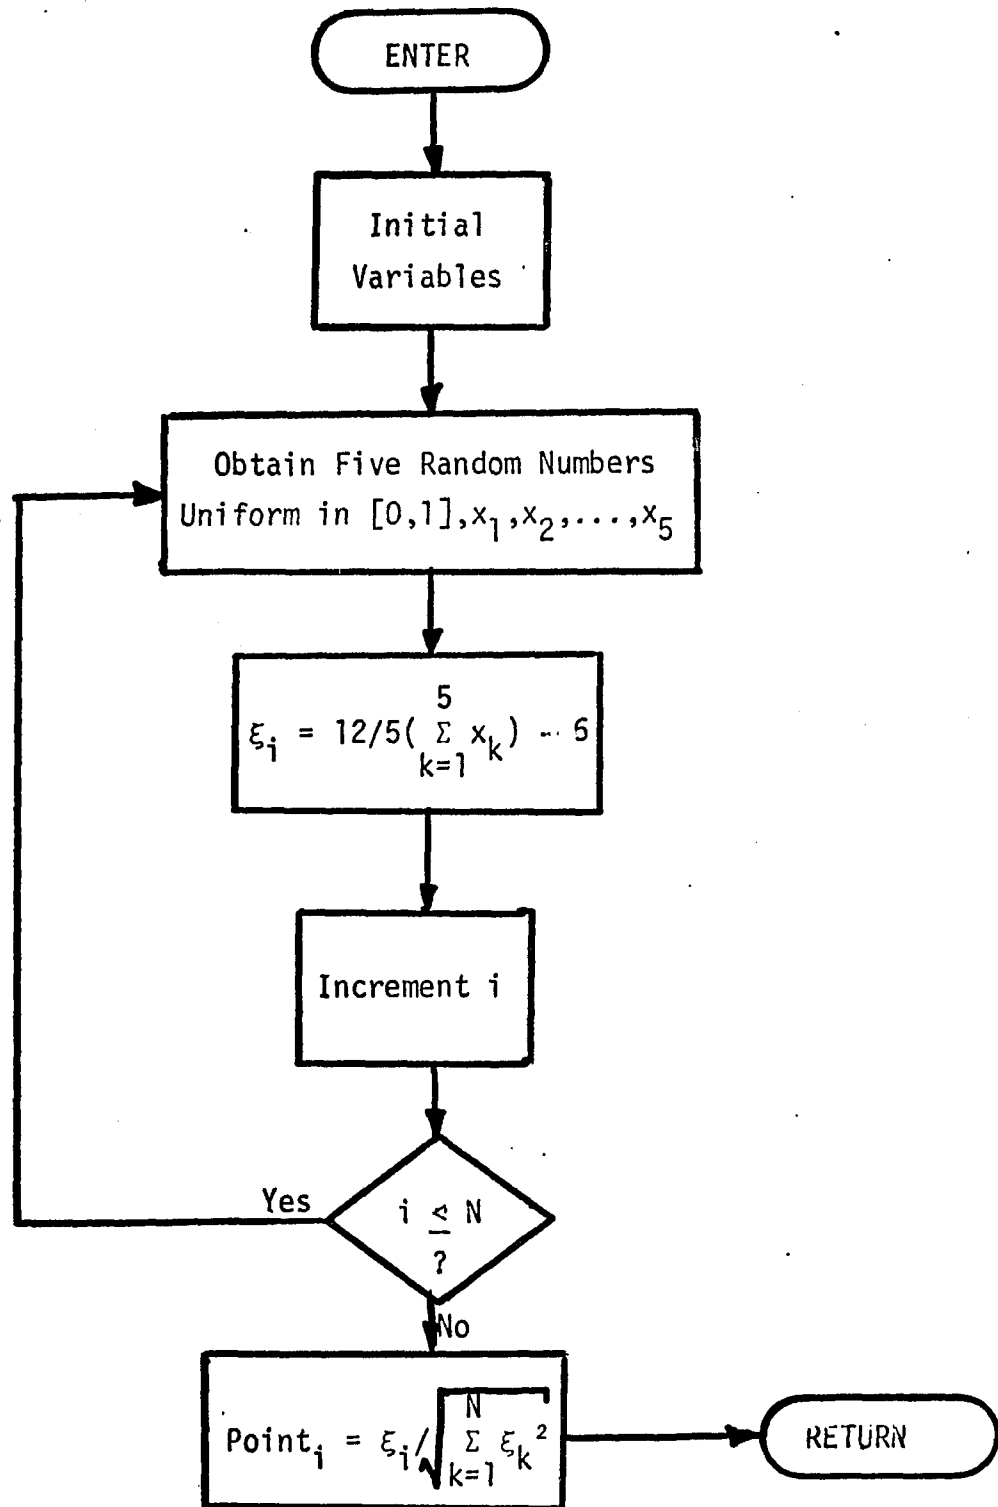 ENTER
Initial
Variables
Obtain Five Random Numbers
Uniform in [0,1],x₁,x₂,...,x₅
5
ξᵢ = 12/5( Σ xₖ) - 6
k=1
Increment i
Yes
i ≤ N
?
No
N
Pointᵢ = ξᵢ/√ Σ ξₖ²
k=1
RETURN